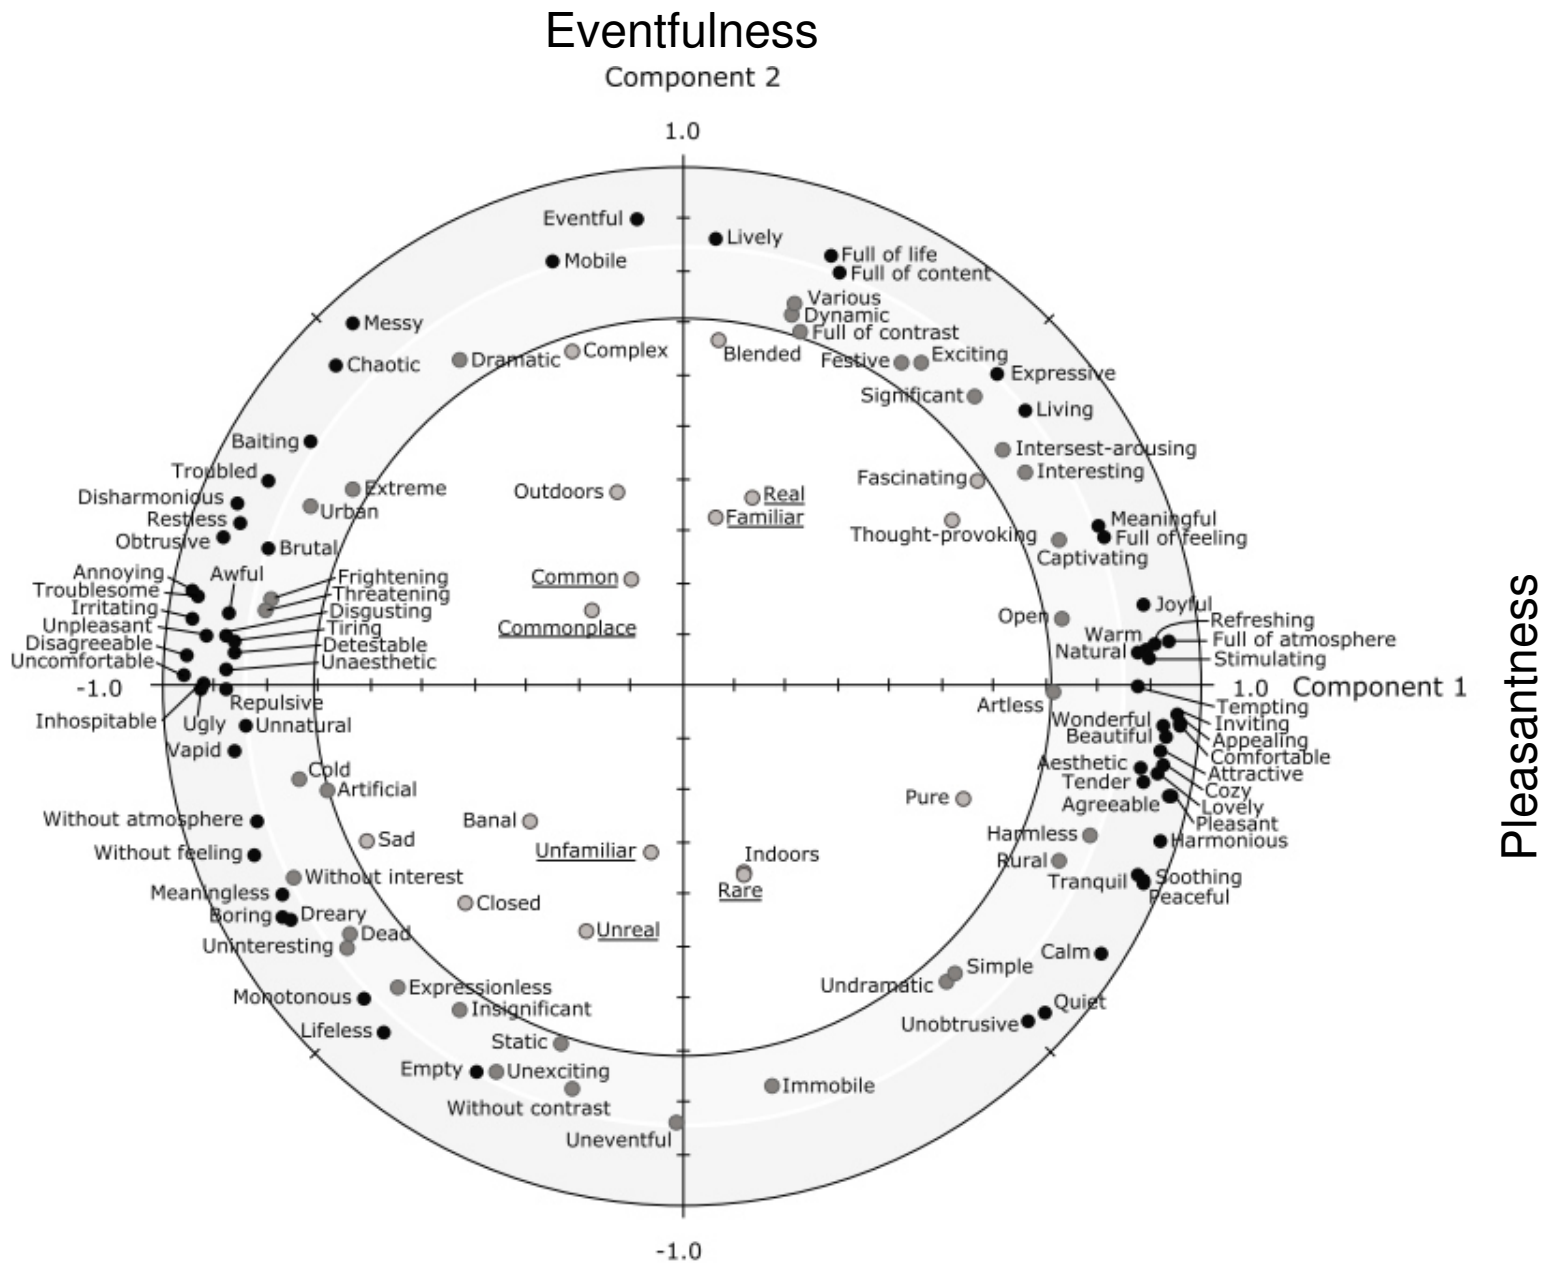 Eventfulness
Component 2
1.0
Eventful
Lively
Full of life
Mobile
Full of content
Various
Dynamic
Messy
Full of contrast
Complex
Blended
Exciting
Dramatic
Festive
Chaotic
Expressive
Significant
Living
Baiting
Intersest-arousing
Troubled
Interesting
Fascinating
Extreme
Outdoors
Real
Disharmonious
Urban
Familiar
Restless
Meaningful
Thought-provoking
Full of feeling
Obtrusive
Brutal
Captivating
Annoying
Awful
Frightening
Common
Troublesome
Threatening
Joyful
Irritating
Disgusting
Open
Refreshing
Unpleasant
Tiring
Commonplace
Warm
Full of atmosphere
Disagreeable
Detestable
Natural
Stimulating
Uncomfortable
Unaesthetic
-1.0
1.0 Component 1
Pleasantness
Repulsive
Artless
Tempting
Inhospitable
Ugly
Unnatural
Wonderful
Inviting
Beautiful
Appealing
Vapid
Comfortable
Cold
Aesthetic
Attractive
Artificial
Tender
Cozy
Pure
Agreeable
Lovely
Without atmosphere
Banal
Pleasant
Sad
Harmless
Harmonious
Without feeling
Unfamiliar
Indoors
Rural
Without interest
Rare
Tranquil
Soothing
Meaningless
Peaceful
Closed
Boring
Dreary
Unreal
Dead
Uninteresting
Calm
Simple
Expressionless
Undramatic
Monotonous
Insignificant
Quiet
Lifeless
Unobtrusive
Static
Empty
Unexciting
Immobile
Without contrast
Uneventful
-1.0